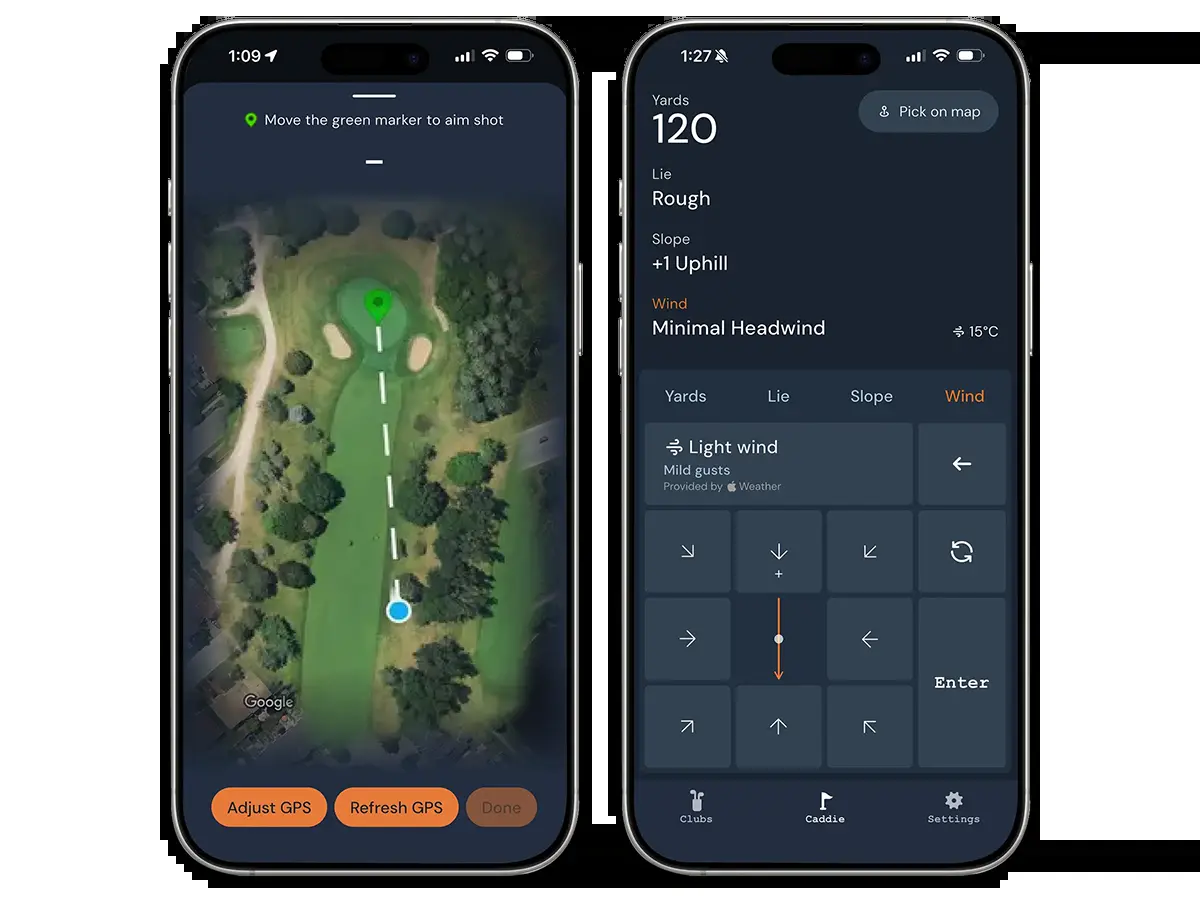 1:09
Move the green marker to aim shot
Google
Adjust GPS
Refresh GPS
Done
1:27
Yards
120
Pick on map
Lie
Rough
Slope
+1 Uphill
Wind
Minimal Headwind
15°C
Yards
Lie
Slope
Wind
Light wind
Mild gusts
Provided by Weather
+
Enter
Clubs
Caddie
Settings